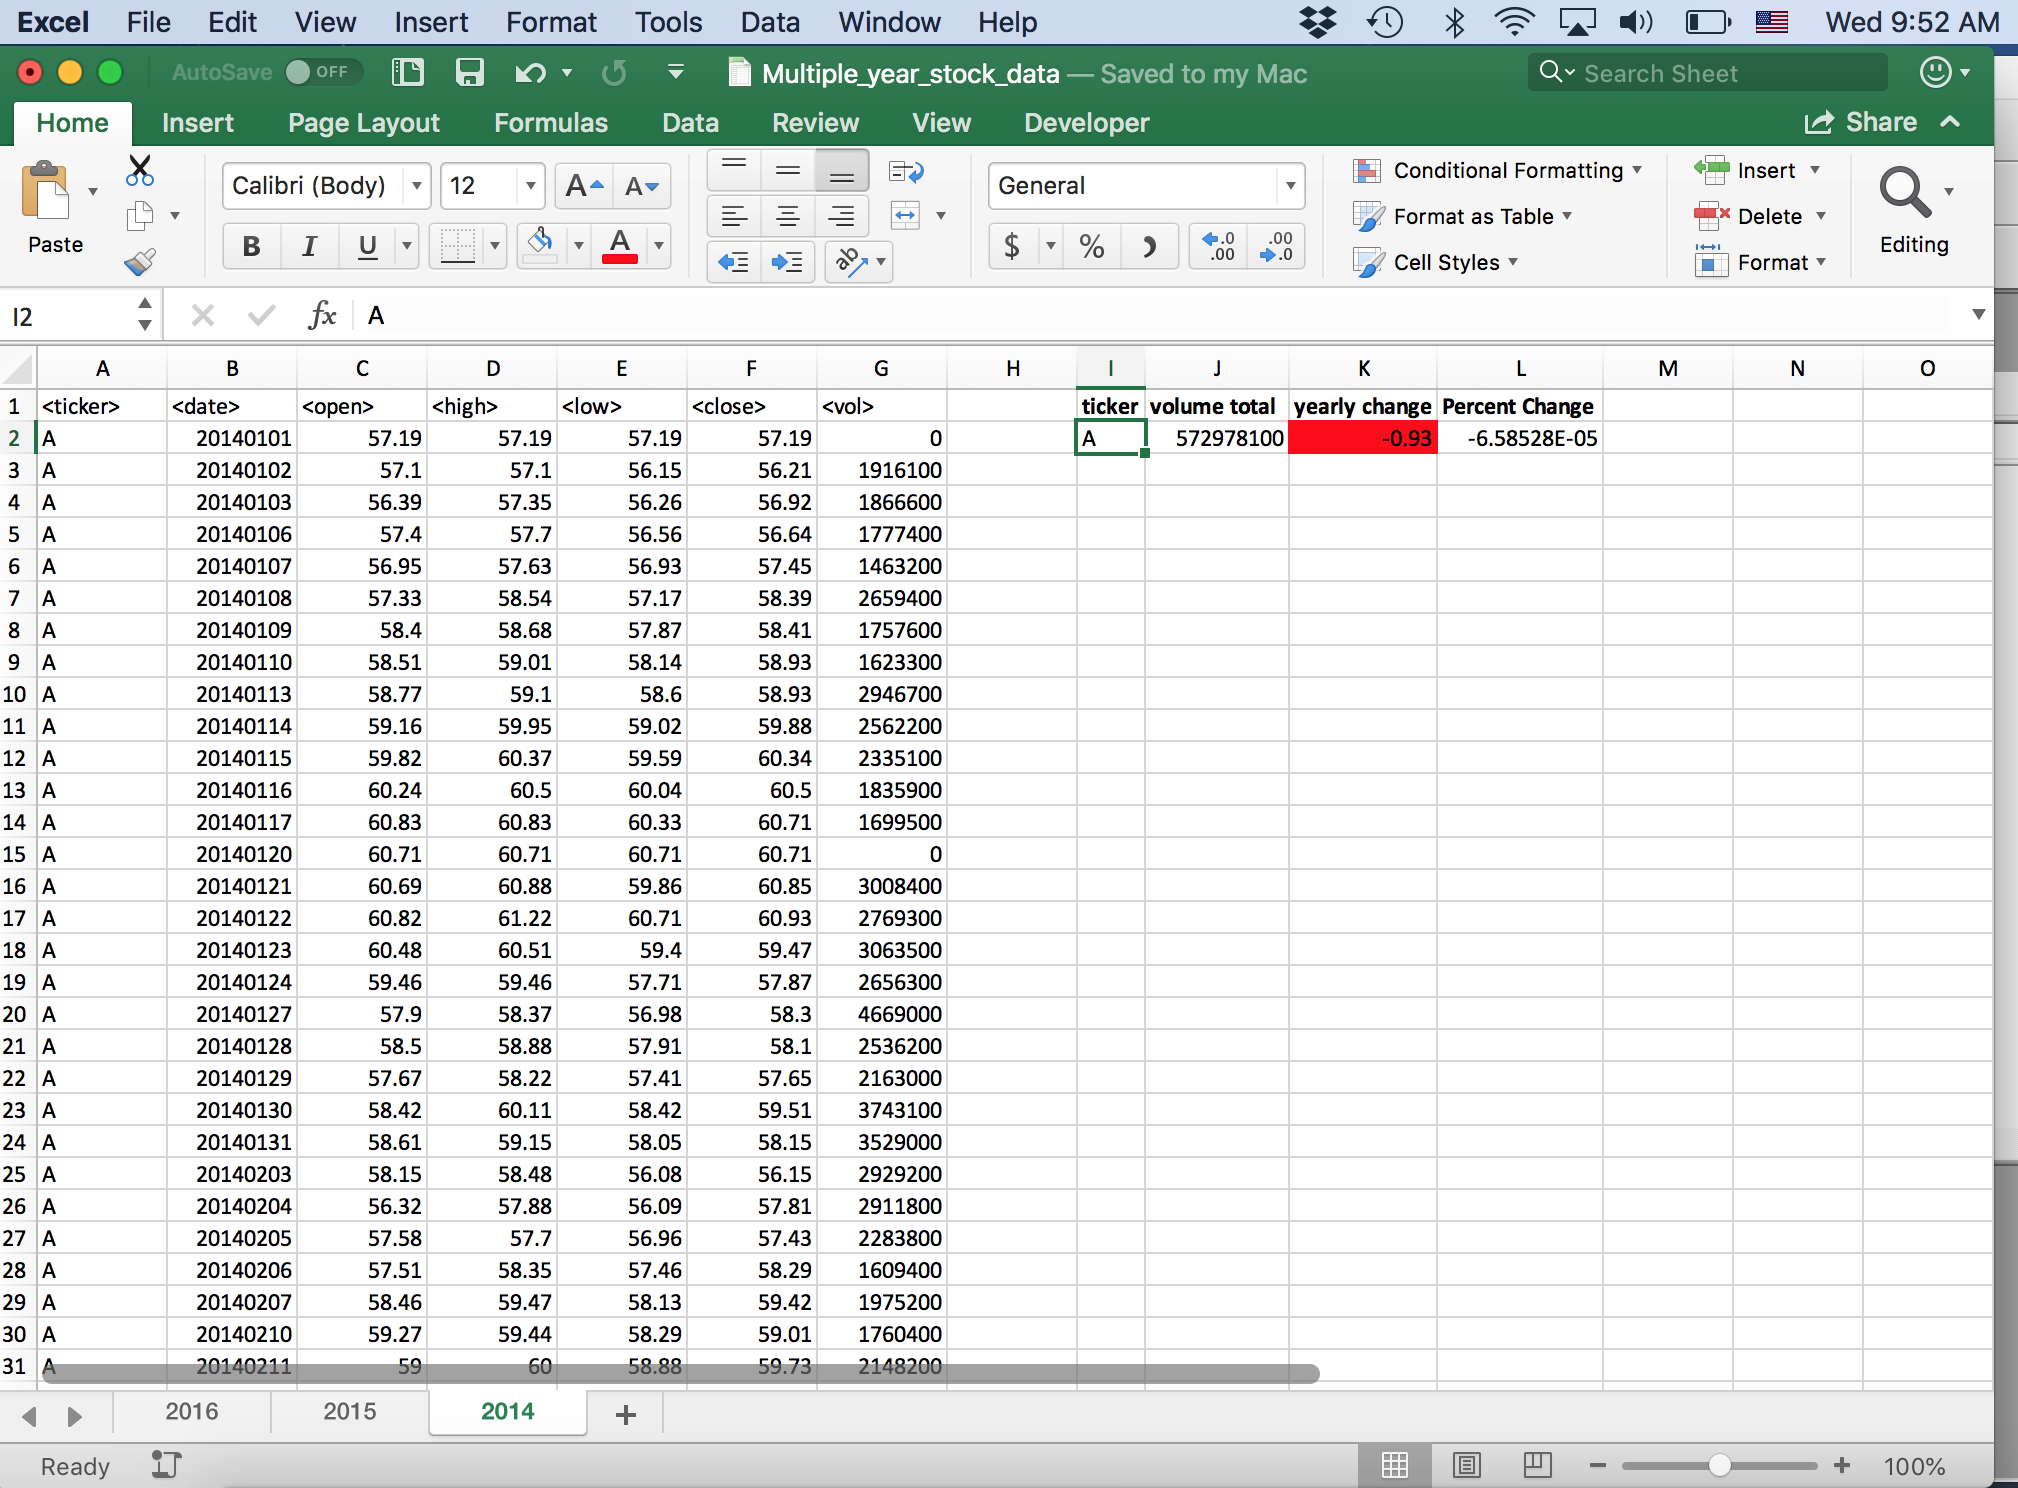 Excel File Edit View Insert Format Tools Data Window Help Wed 9:52 AM
AutoSave OFF Multiple_year_stock_data — Saved to my Mac Search Sheet
Home Insert Page Layout Formulas Data Review View Developer Share
Paste Calibri (Body) 12 General Conditional Formatting Insert
Format as Table Delete
Cell Styles Format Editing
I2 fx A
A B C D E F G H I J K L M N O
1 <ticker> <date> <open> <high> <low> <close> <vol> ticker volume total yearly change Percent Change
2 A 20140101 57.19 57.19 57.19 57.19 0 A 572978100 -0.93 -6.58528E-05
3 A 20140102 57.1 57.1 56.15 56.21 1916100
4 A 20140103 56.39 57.35 56.26 56.92 1866600
5 A 20140106 57.4 57.7 56.56 56.64 1777400
6 A 20140107 56.95 57.63 56.93 57.45 1463200
7 A 20140108 57.33 58.54 57.17 58.39 2659400
8 A 20140109 58.4 58.68 57.87 58.41 1757600
9 A 20140110 58.51 59.01 58.14 58.93 1623300
10 A 20140113 58.77 59.1 58.6 58.93 2946700
11 A 20140114 59.16 59.95 59.02 59.88 2562200
12 A 20140115 59.82 60.37 59.59 60.34 2335100
13 A 20140116 60.24 60.5 60.04 60.5 1835900
14 A 20140117 60.83 60.83 60.33 60.71 1699500
15 A 20140120 60.71 60.71 60.71 60.71 0
16 A 20140121 60.69 60.88 59.86 60.85 3008400
17 A 20140122 60.82 61.22 60.71 60.93 2769300
18 A 20140123 60.48 60.51 59.4 59.47 3063500
19 A 20140124 59.46 59.46 57.71 57.87 2656300
20 A 20140127 57.9 58.37 56.98 58.3 4669000
21 A 20140128 58.5 58.88 57.91 58.1 2536200
22 A 20140129 57.67 58.22 57.41 57.65 2163000
23 A 20140130 58.42 60.11 58.42 59.51 3743100
24 A 20140131 58.61 59.15 58.05 58.15 3529000
25 A 20140203 58.15 58.48 56.08 56.15 2929200
26 A 20140204 56.32 57.88 56.09 57.81 2911800
27 A 20140205 57.58 57.7 56.96 57.43 2283800
28 A 20140206 57.51 58.35 57.46 58.29 1609400
29 A 20140207 58.46 59.47 58.13 59.42 1975200
30 A 20140210 59.27 59.44 58.29 59.01 1760400
31 A 20140211 59 60 58.88 59.73 2148200
2016 2015 2014 +
Ready 100%